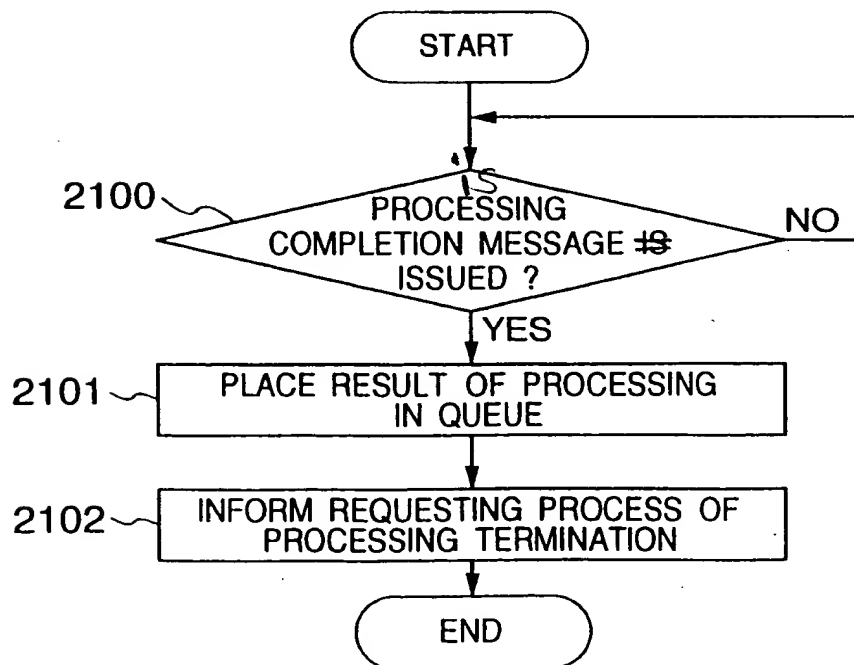 START
2100
is
PROCESSING
COMPLETION MESSAGE IS
ISSUED ?
NO
YES
2101
PLACE RESULT OF PROCESSING
IN QUEUE
2102
INFORM REQUESTING PROCESS OF
PROCESSING TERMINATION
END